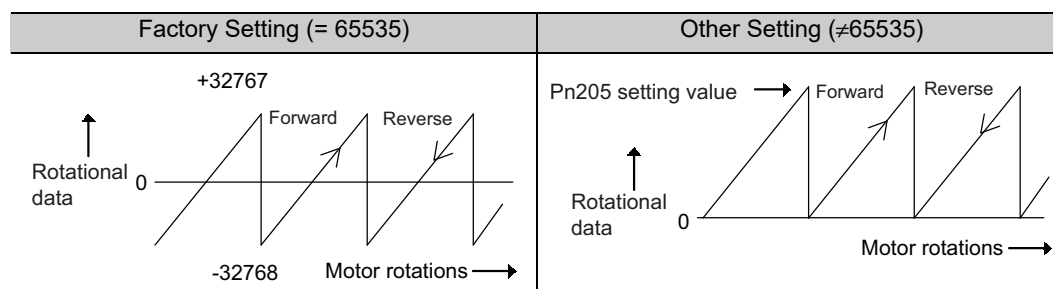 Factory Setting (= 65535)
+32767
Forward
Reverse
Rotational
data
0
-32768
Motor rotations
Other Setting (≠65535)
Pn205 setting value
Forward
Reverse
Rotational
data
0
Motor rotations